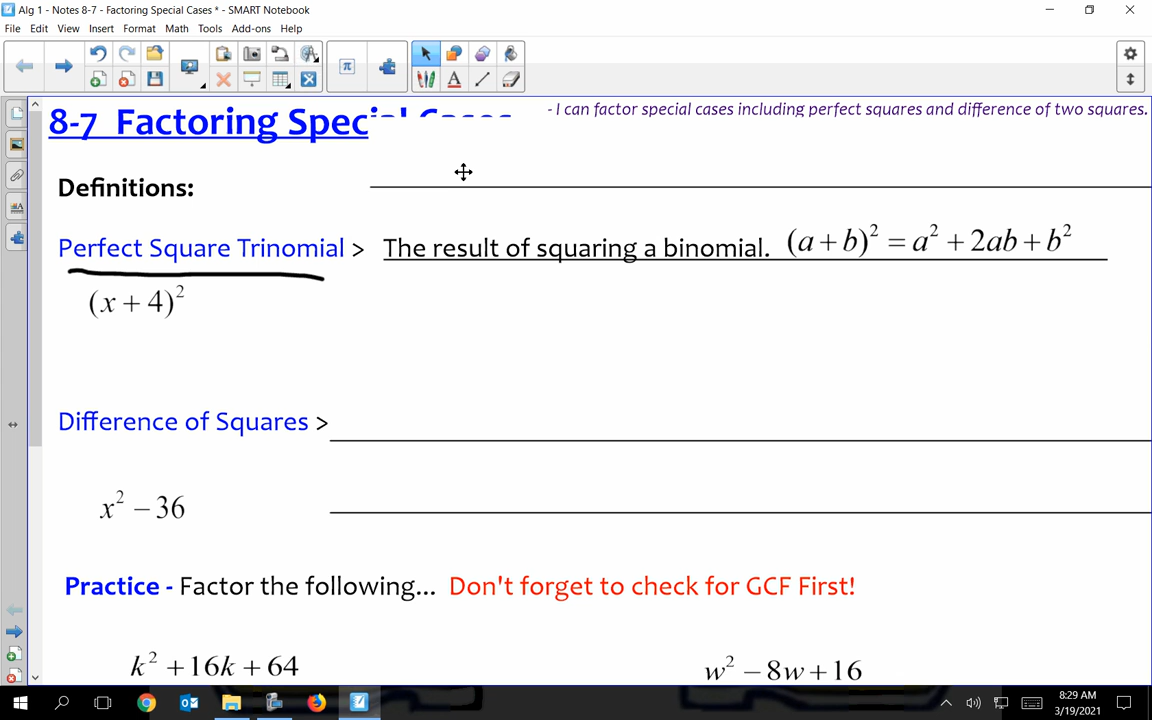 Alg 1 - Notes 8-7 - Factoring Special Cases * - SMART Notebook
File Edit View Insert Format Math Tools Add-ons Help
- I can factor special cases including perfect squares and difference of two squares.
8-7 Factoring Special Cases
Definitions:
Perfect Square Trinomial > The result of squaring a binomial. (a + b)² = a² + 2ab + b²
(x + 4)²
Difference of Squares >
x² – 36
Practice - Factor the following... Don't forget to check for GCF First!
k² + 16k + 64 w² – 8w + 16
8:29 AM
3/19/2021